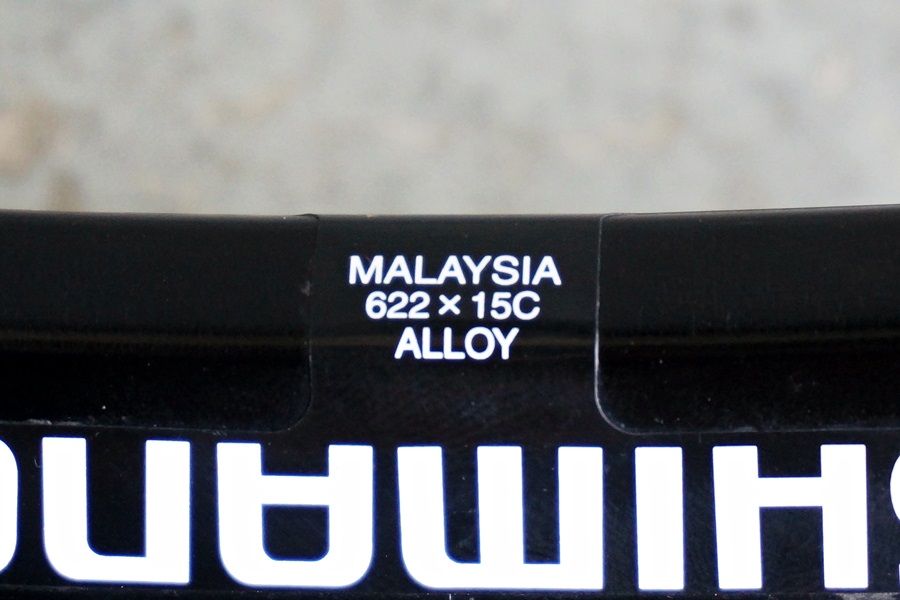 MALAYSIA
622 × 15C
ALLOY
SHIMANO